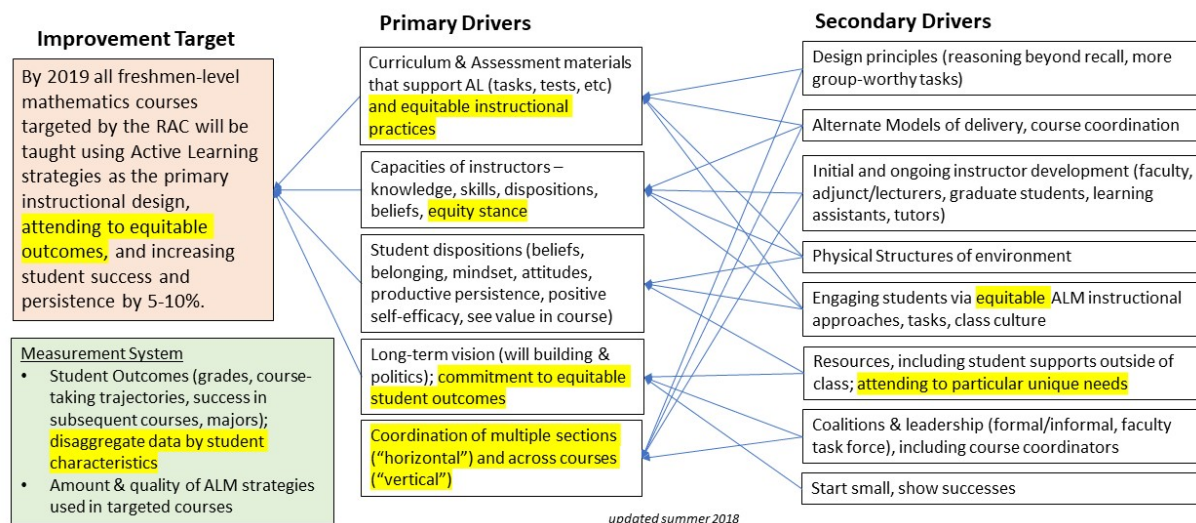 Improvement Target
By 2019 all freshmen-level
mathematics courses
targeted by the RAC will be
taught using Active Learning
strategies as the primary
instructional design,
attending to equitable
outcomes, and increasing
student success and
persistence by 5-10%.
Measurement System
• Student Outcomes (grades, course-
taking trajectories, success in
subsequent courses, majors);
disaggregate data by student
characteristics
• Amount & quality of ALM strategies
used in targeted courses
Primary Drivers
Curriculum & Assessment materials
that support AL (tasks, tests, etc)
and equitable instructional
practices
Capacities of instructors –
knowledge, skills, dispositions,
beliefs, equity stance
Student dispositions (beliefs,
belonging, mindset, attitudes,
productive persistence, positive
self-efficacy, see value in course)
Long-term vision (will building &
politics); commitment to equitable
student outcomes
Coordination of multiple sections
(“horizontal”) and across courses
(“vertical”)
Secondary Drivers
Design principles (reasoning beyond recall, more
group-worthy tasks)
Alternate Models of delivery, course coordination
Initial and ongoing instructor development (faculty,
adjunct/lecturers, graduate students, learning
assistants, tutors)
Physical Structures of environment
Engaging students via equitable ALM instructional
approaches, tasks, class culture
Resources, including student supports outside of
class; attending to particular unique needs
Coalitions & leadership (formal/informal, faculty
task force), including course coordinators
Start small, show successes
updated summer 2018